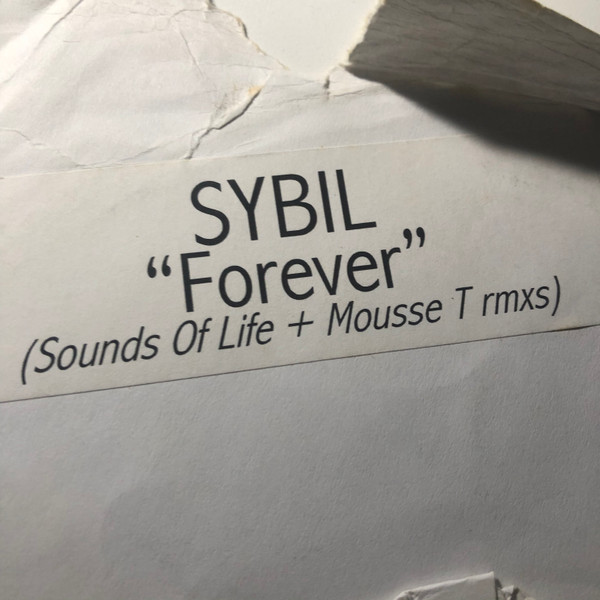 SYBIL
“Forever”
(Sounds Of Life + Mousse T rmxs)